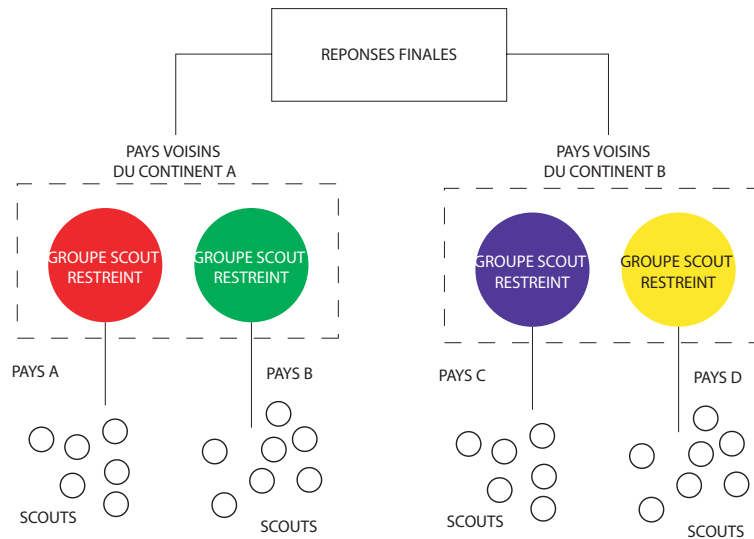 REPONSES FINALES
PAYS VOISINS
DU CONTINENT A
PAYS VOISINS
DU CONTINENT B
GROUPE SCOUT
RESTREINT
GROUPE SCOUT
RESTREINT
GROUPE SCOUT
RESTREINT
GROUPE SCOUT
RESTREINT
PAYS A
PAYS B
PAYS C
PAYS D
SCOUTS
SCOUTS
SCOUTS
SCOUTS